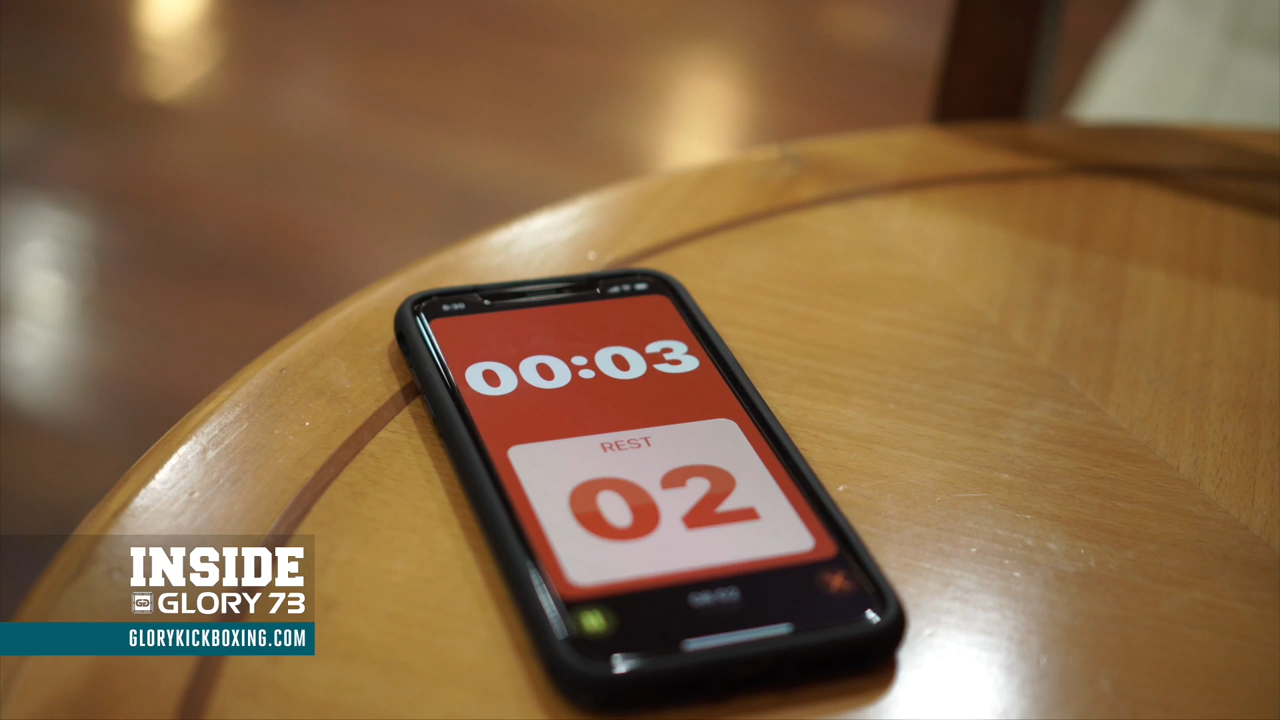 00:03
REST
02
INSIDE
GLORY 73
GLORYKICKBOXING.COM